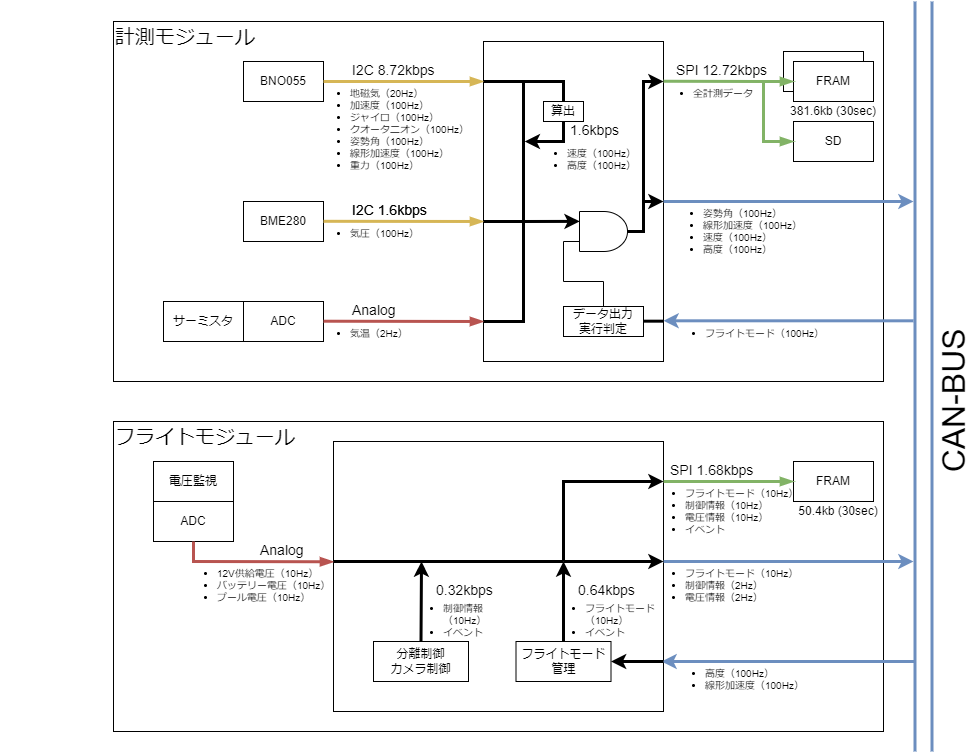 計測モジュール
BNO055
I2C 8.72kbps
地磁気（20Hz）
加速度（100Hz）
ジャイロ（100Hz）
クオータニオン（100Hz）
姿勢角（100Hz）
線形加速度（100Hz）
重力（100Hz）
算出
1.6kbps
速度（100Hz）
高度（100Hz）
SPI 12.72kbps
全計測データ
FRAM
381.6kb (30sec)
SD
BME280
I2C 1.6kbps
気圧（100Hz）
姿勢角（100Hz）
線形加速度（100Hz）
速度（100Hz）
高度（100Hz）
サーミスタ
ADC
Analog
気温（2Hz）
データ出力
実行判定
フライトモード（100Hz）
CAN-BUS
フライトモジュール
電圧監視
ADC
Analog
12V供給電圧（10Hz）
バッテリー電圧（10Hz）
プール電圧（10Hz）
SPI 1.68kbps
フライトモード（10Hz）
制御情報（10Hz）
電圧情報（10Hz）
イベント
FRAM
50.4kb (30sec)
フライトモード（10Hz）
制御情報（2Hz）
電圧情報（2Hz）
0.32kbps
制御情報
（10Hz）
イベント
分離制御
カメラ制御
0.64kbps
フライトモード
（10Hz）
イベント
フライトモード
管理
高度（100Hz）
線形加速度（100Hz）